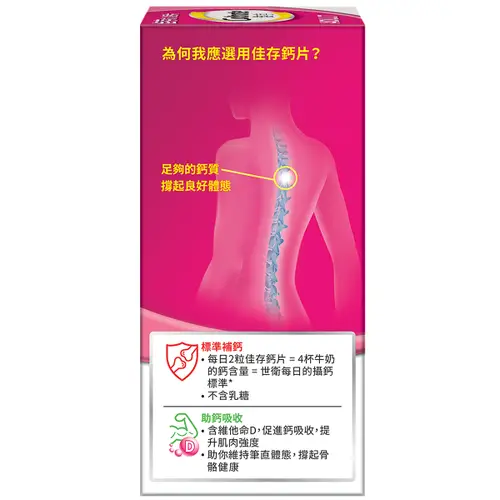 為何我應選用佳存鈣片？
足夠的鈣質
撐起良好體態
標準補鈣
• 每日2粒佳存鈣片 = 4杯牛奶
的鈣含量 = 世衛每日的攝鈣
標準*
• 不含乳糖
助鈣吸收
• 含維他命D，促進鈣吸收，提
升肌肉強度
D
• 助你維持筆直體態，撐起骨
骼健康